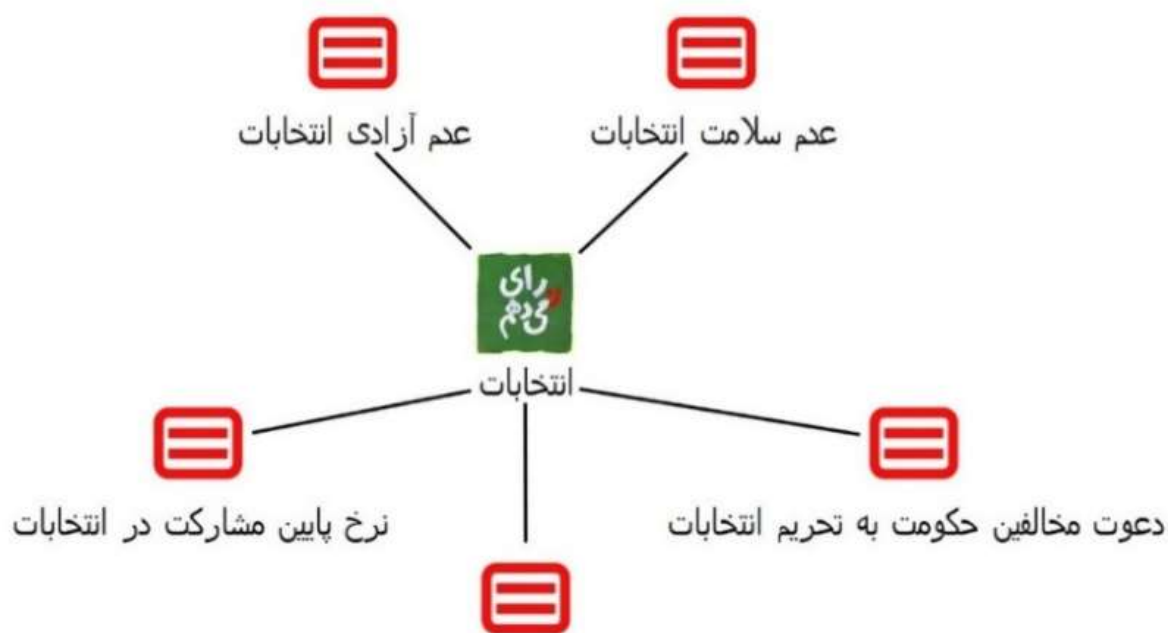 عدم سلامت انتخابات
عدم آزادی انتخابات
رای
می‌دهم
انتخابات
دعوت مخالفین حکومت به تحریم انتخابات
نرخ پایین مشارکت در انتخابات